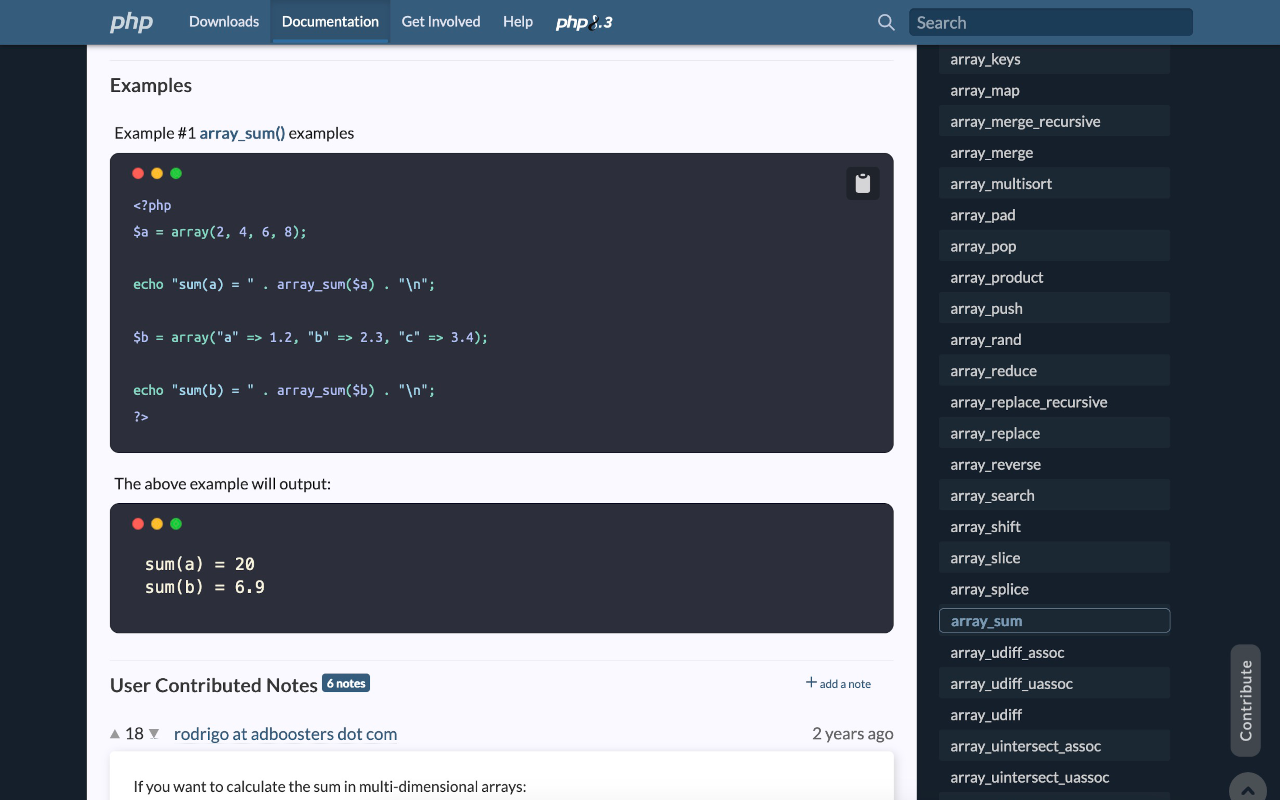 php
Downloads
Documentation
Get Involved
Help
php8.3
Search
Examples
Example #1 array_sum() examples
<?php
$a = array(2, 4, 6, 8);
echo "sum(a) = " . array_sum($a) . "\n";
$b = array("a" => 1.2, "b" => 2.3, "c" => 3.4);
echo "sum(b) = " . array_sum($b) . "\n";
?>
The above example will output:
sum(a) = 20
sum(b) = 6.9
User Contributed Notes 6 notes
+ add a note
18 rodrigo at adboosters dot com
2 years ago
If you want to calculate the sum in multi-dimensional arrays:
array_keys
array_map
array_merge_recursive
array_merge
array_multisort
array_pad
array_pop
array_product
array_push
array_rand
array_reduce
array_replace_recursive
array_replace
array_reverse
array_search
array_shift
array_slice
array_splice
array_sum
array_udiff_assoc
array_udiff_uassoc
array_udiff
array_uintersect_assoc
array_uintersect_uassoc
Contribute